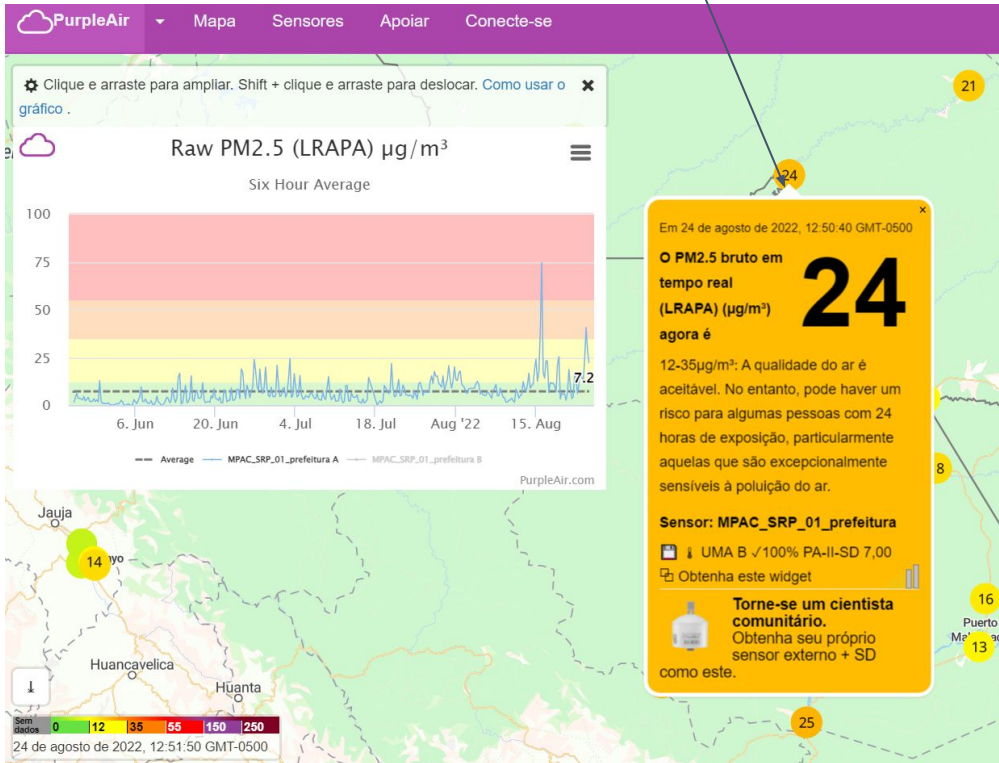 PurpleAir
Mapa
Sensores
Apoiar
Conecte-se
Clique e arraste para ampliar. Shift + clique e arraste para deslocar. Como usar o
gráfico .
Raw PM2.5 (LRAPA) µg/m³
Six Hour Average
100
75
50
25
0
7.2
6. Jun
20. Jun
4. Jul
18. Jul
Aug '22
15. Aug
Average
MPAC_SRP_01_prefeitura A
MPAC_SRP_01_prefeitura B
PurpleAir.com
21
24
Em 24 de agosto de 2022, 12:50:40 GMT-0500
O PM2.5 bruto em
tempo real
(LRAPA) (µg/m³)
agora é
24
12-35µg/m³: A qualidade do ar é
aceitável. No entanto, pode haver um
risco para algumas pessoas com 24
horas de exposição, particularmente
aquelas que são excepcionalmente
sensíveis à poluição do ar.
Sensor: MPAC_SRP_01_prefeitura
UMA B ✓100% PA-II-SD 7,00
Obtenha este widget
Torne-se um cientista
comunitário.
Obtenha seu próprio
sensor externo + SD
como este.
8
16
Puerto
13
25
Jauja
14
yo
Huancavelica
Huanta
Sem
dados
0 12 35 55 150 250
24 de agosto de 2022, 12:51:50 GMT-0500